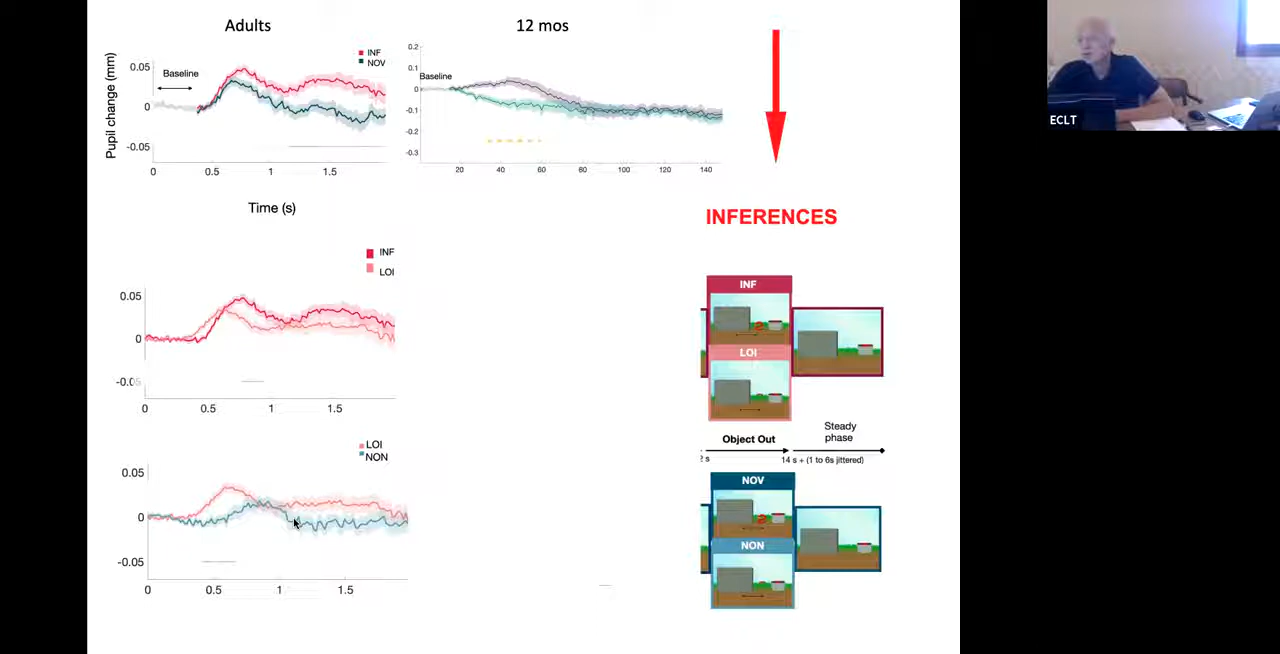 Adults
12 mos
Pupil change (mm)
0.05
0
-0.05
Baseline
INF
NOV
0
0.5
1
1.5
0.2
0.1
0
-0.1
-0.2
-0.3
Baseline
20
40
60
80
100
120
140
ECLT
Time (s)
INFERENCES
INF
LOI
0.05
0
-0.05
0
0.5
1.5
INF
LOI
Object Out
Steady
phase
2 s
14 s + (1 to 6s jittered)
LOI
NON
0.05
0
-0.05
0
0.5
1
1.5
NOV
NON